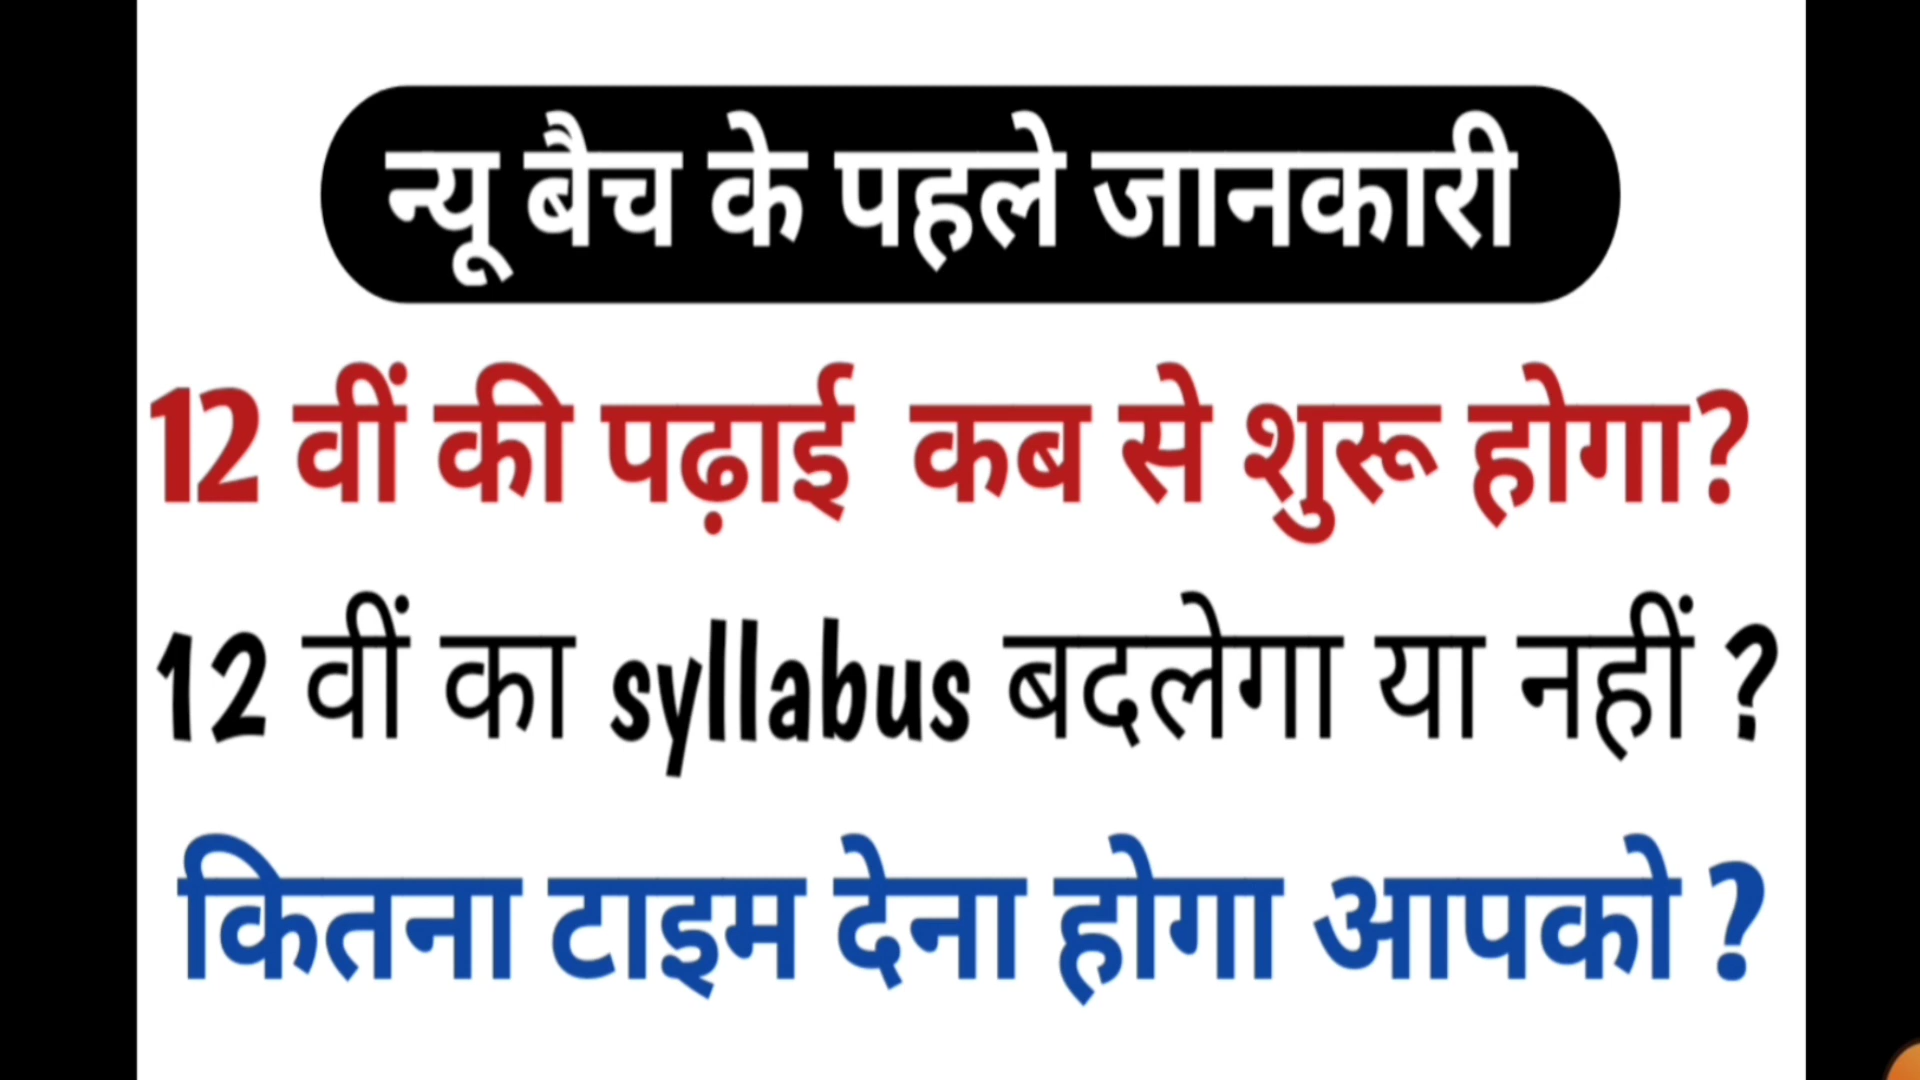 न्यू बैच के पहले जानकारी
12 वीं की पढ़ाई कब से शुरू होगा?
12 वीं का syllabus बदलेगा या नहीं ?
कितना टाइम देना होगा आपको ?